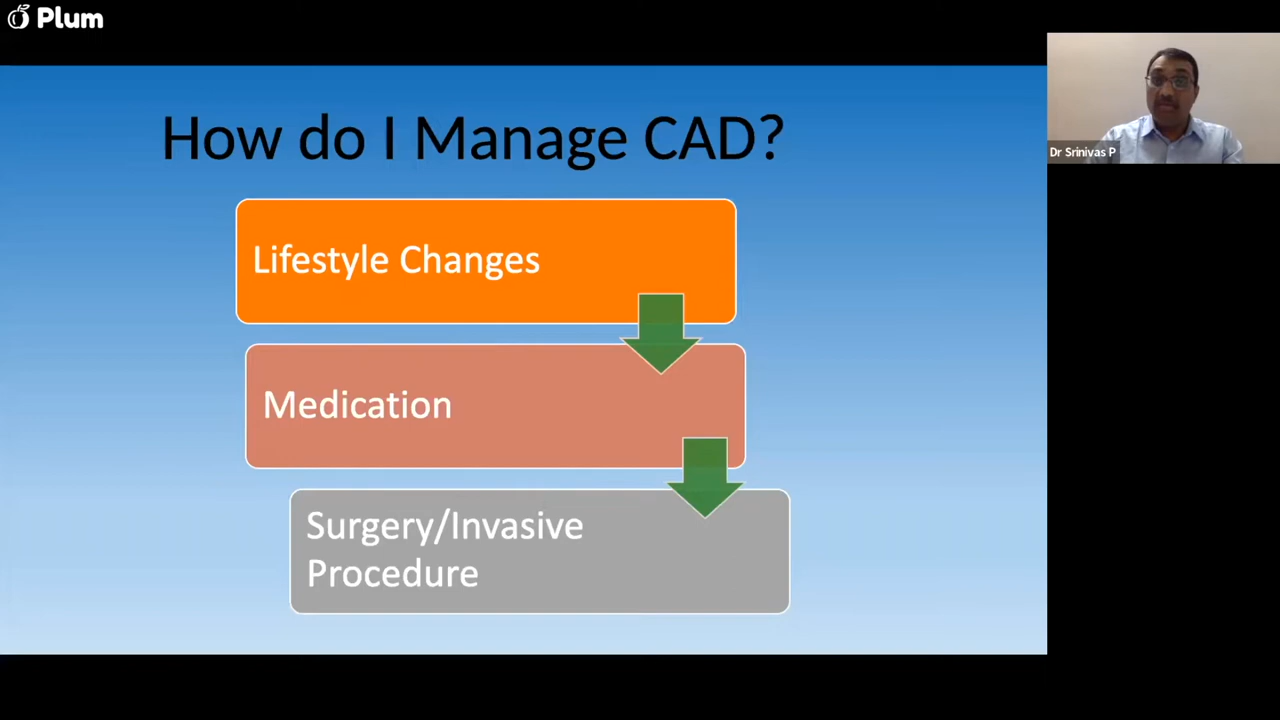 Plum
How do I Manage CAD?
Dr Srinivas P
Lifestyle Changes
Medication
Surgery/Invasive
Procedure